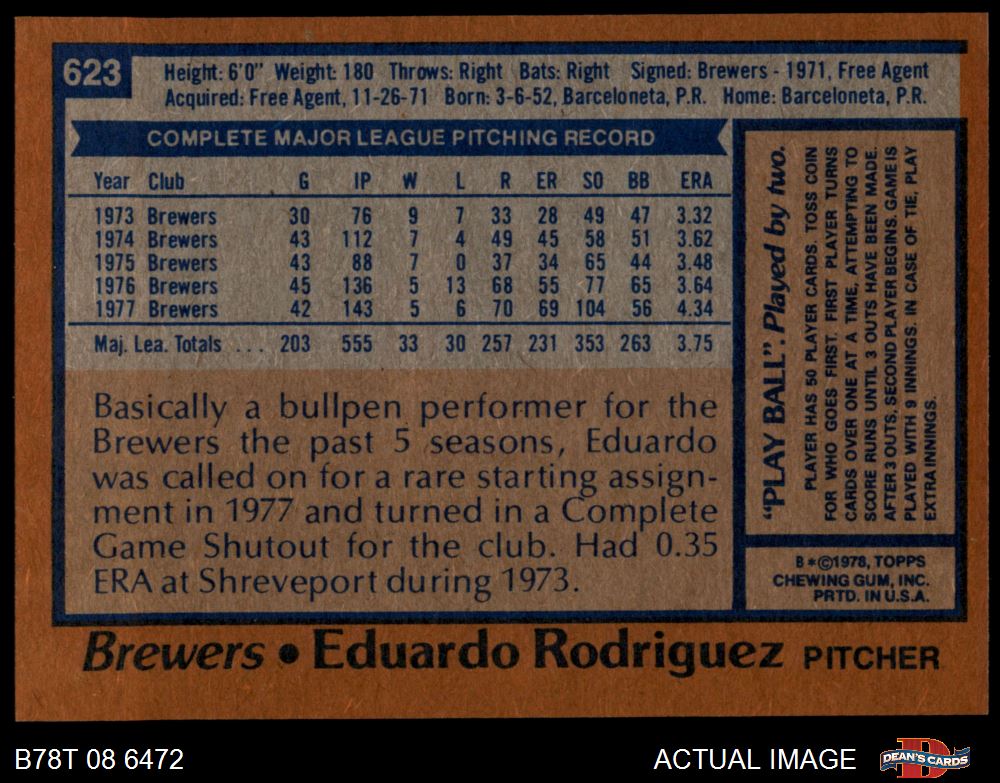 623
Height: 6'0" Weight: 180 Throws: Right Bats: Right Signed: Brewers - 1971, Free Agent
Acquired: Free Agent, 11-26-71 Born: 3-6-52, Barceloneta, P.R. Home: Barceloneta, P.R.
COMPLETE MAJOR LEAGUE PITCHING RECORD
Year Club G IP W L R ER SO BB ERA
1973 Brewers 30 76 9 7 33 28 49 47 3.32
1974 Brewers 43 112 7 4 49 45 58 51 3.62
1975 Brewers 43 88 7 0 37 34 65 44 3.48
1976 Brewers 45 136 5 13 68 55 77 65 3.64
1977 Brewers 42 143 5 6 70 69 104 56 4.34
Maj. Lea. Totals ... 203 555 33 30 257 231 353 263 3.75
Basically a bullpen performer for the
Brewers the past 5 seasons, Eduardo
was called on for a rare starting assign-
ment in 1977 and turned in a Complete
Game Shutout for the club. Had 0.35
ERA at Shreveport during 1973.
"PLAY BALL". Played by two.
PLAYER HAS 50 PLAYER CARDS. TOSS COIN
FOR WHO GOES FIRST. FIRST PLAYER TURNS
CARDS OVER ONE AT A TIME, ATTEMPTING TO
SCORE RUNS UNTIL 3 OUTS HAVE BEEN MADE.
AFTER 3 OUTS, SECOND PLAYER BEGINS. GAME IS
PLAYED WITH 9 INNINGS. IN CASE OF TIE, PLAY
EXTRA INNINGS.
B*©1978, TOPPS
CHEWING GUM, INC.
PRTD. IN U.S.A.
Brewers • Eduardo Rodriguez PITCHER
B78T 08 6472
ACTUAL IMAGE
DEAN'S CARDS